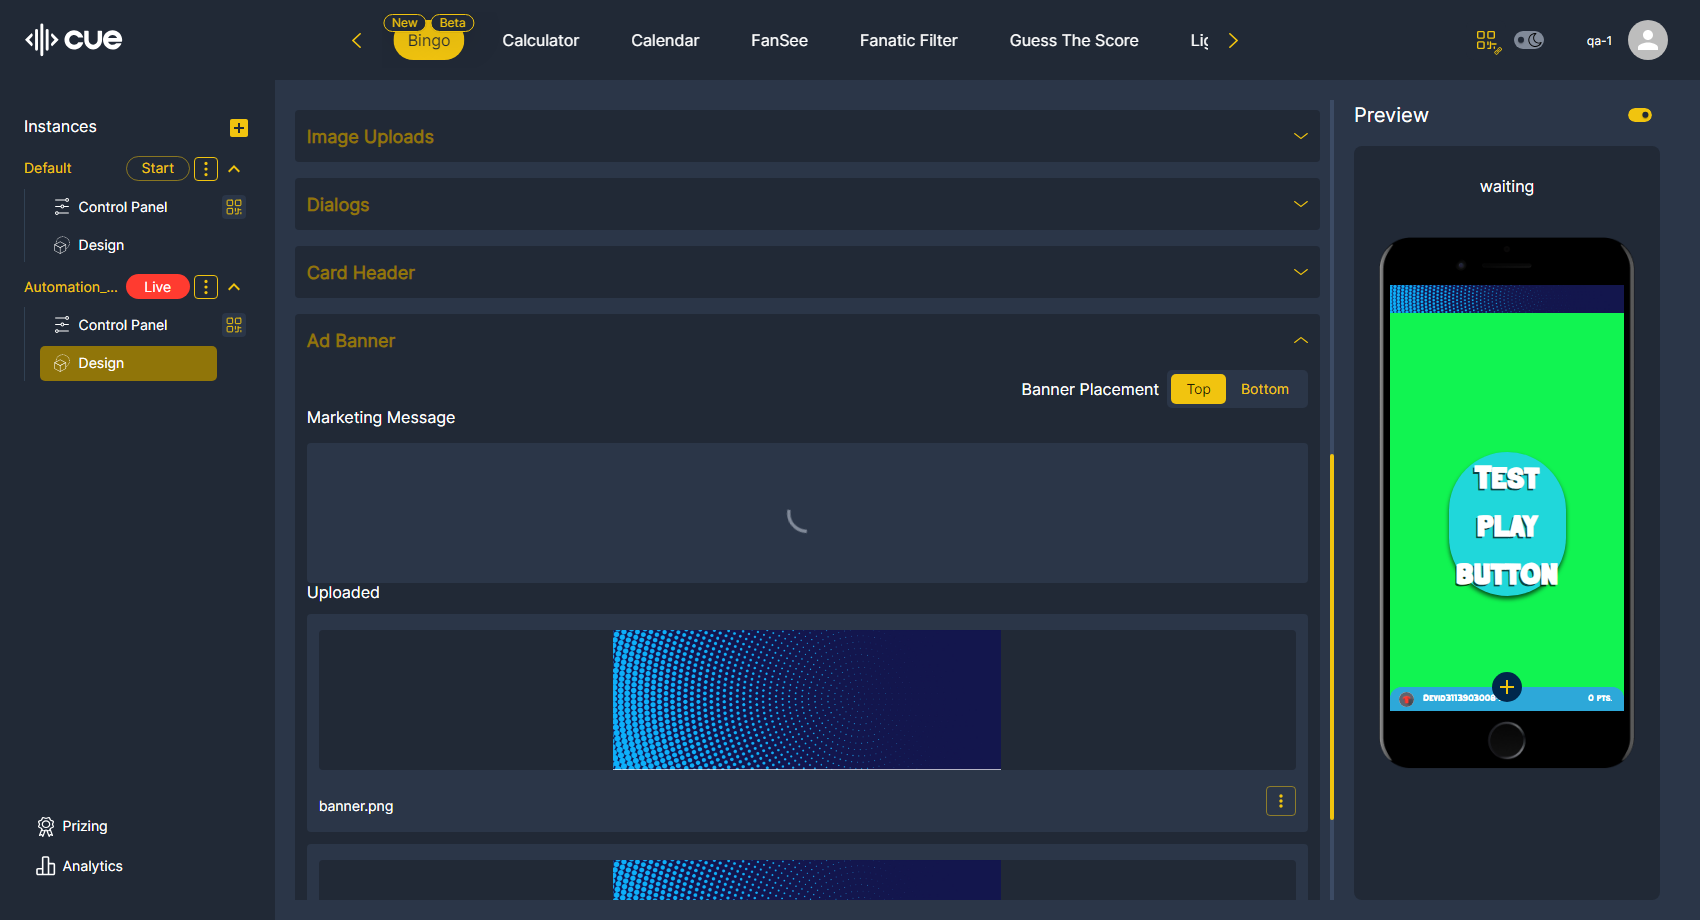 cue
New Beta
Bingo
Calculator
Calendar
FanSee
Fanatic Filter
Guess The Score
Lig
qa-1
Instances
Default
Start
Control Panel
Design
Automation_...
Live
Control Panel
Design
Prizing
Analytics
Image Uploads
Dialogs
Card Header
Ad Banner
Banner Placement
Top
Bottom
Marketing Message
Uploaded
banner.png
Preview
waiting
TEST
PLAY
BUTTON
DEVID3113903008
0 PTS.